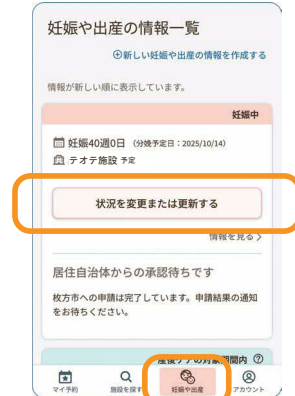 妊娠や出産の情報一覧
⊕新しい妊娠や出産の情報を作成する
情報が新しい順に表示しています。
妊娠中
妊娠40週0日 (分娩予定日：2025/10/14)
テオテ施設 予定
状況を変更または更新する
情報を見る >
居住自治体からの承認待ちです
枚方市への申請は完了しています。申請結果の通知
をお待ちください。
産後ケアの対象期間内 ?
マイ予約 施設を探す 妊娠や出産 アカウント